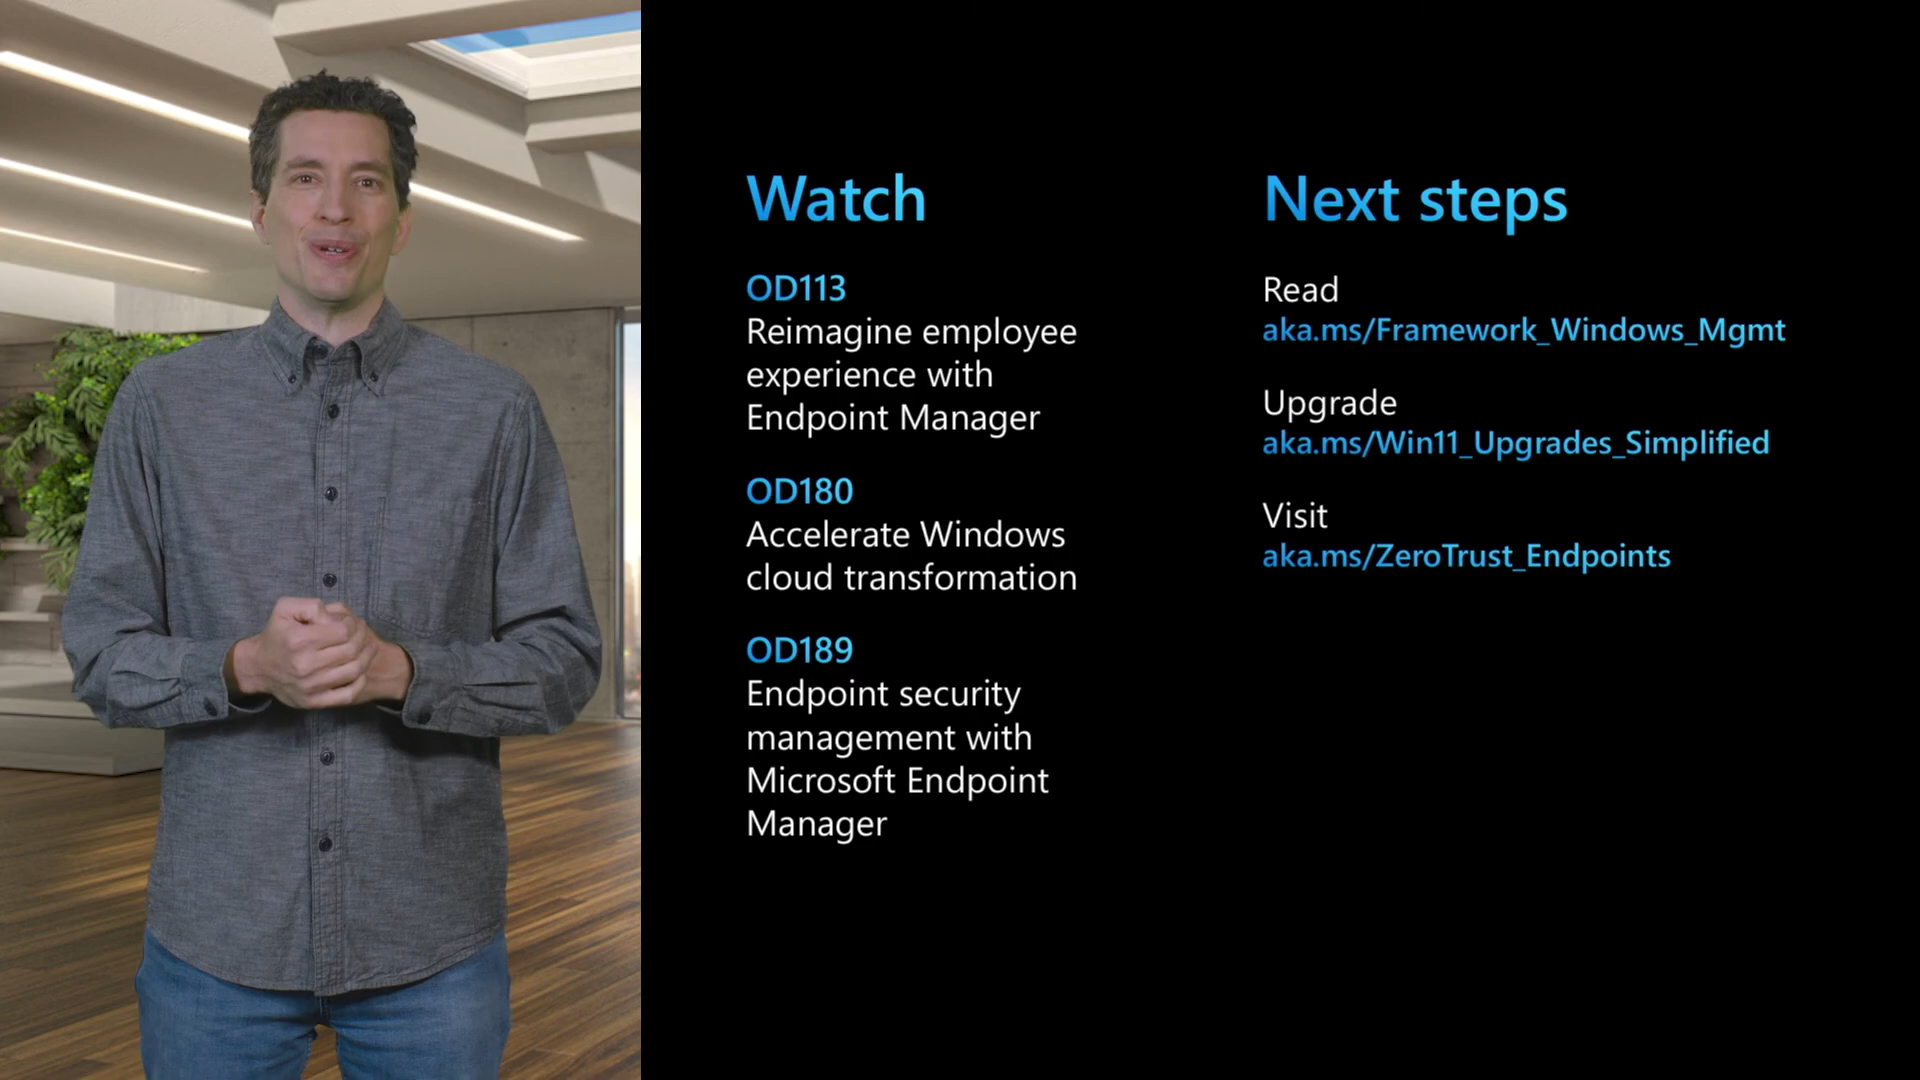 Watch
OD113
Reimagine employee
experience with
Endpoint Manager
OD180
Accelerate Windows
cloud transformation
OD189
Endpoint security
management with
Microsoft Endpoint
Manager
Next steps
Read
aka.ms/Framework_Windows_Mgmt
Upgrade
aka.ms/Win11_Upgrades_Simplified
Visit
aka.ms/ZeroTrust_Endpoints